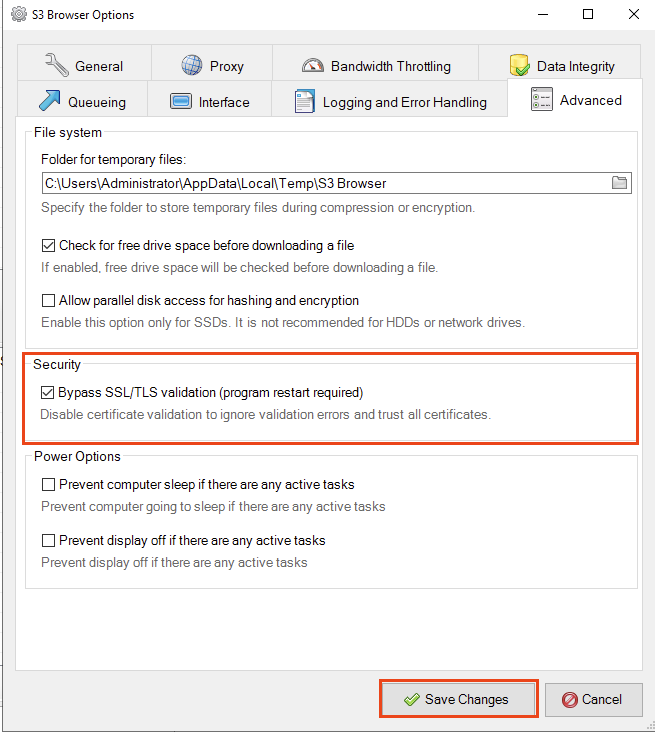 S3 Browser Options
General
Proxy
Bandwidth Throttling
Data Integrity
Queueing
Interface
Logging and Error Handling
Advanced
File system
Folder for temporary files:
C:\Users\Administrator\AppData\Local\Temp\S3 Browser
Specify the folder to store temporary files during compression or encryption.
Check for free drive space before downloading a file
If enabled, free drive space will be checked before downloading a file.
Allow parallel disk access for hashing and encryption
Enable this option only for SSDs. It is not recommended for HDDs or network drives.
Security
Bypass SSL/TLS validation (program restart required)
Disable certificate validation to ignore validation errors and trust all certificates.
Power Options
Prevent computer sleep if there are any active tasks
Prevent computer going to sleep if there are any active tasks
Prevent display off if there are any active tasks
Prevent display off if there are any active tasks
Save Changes
Cancel